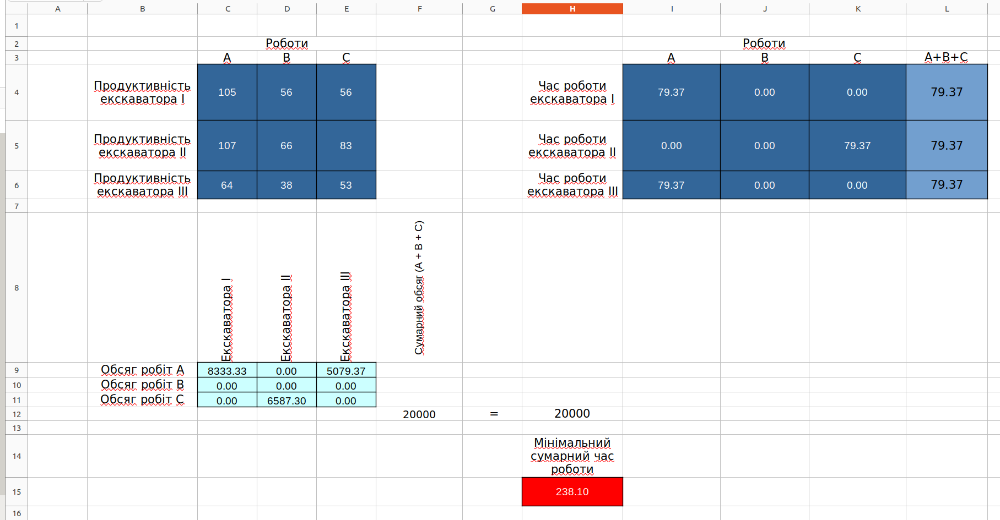 A B C D E F G H I J K L
1
2 Роботи Роботи
3 A B C A B C A+B+C
4 Продуктивність екскаватора I 105 56 56 Час роботи екскаватора I 79.37 0.00 0.00 79.37
5 Продуктивність екскаватора II 107 66 83 Час роботи екскаватора II 0.00 0.00 79.37 79.37
6 Продуктивність екскаватора III 64 38 53 Час роботи екскаватора III 79.37 0.00 0.00 79.37
7
8 Екскаватора I Екскаватора II Екскаватора III Сумарний обсяг (A + B + C)
9 Обсяг робіт A 8333.33 0.00 5079.37
10 Обсяг робіт B 0.00 0.00 0.00
11 Обсяг робіт C 0.00 6587.30 0.00
12 20000 = 20000
13
14 Мінімальний сумарний час роботи
15 238.10
16